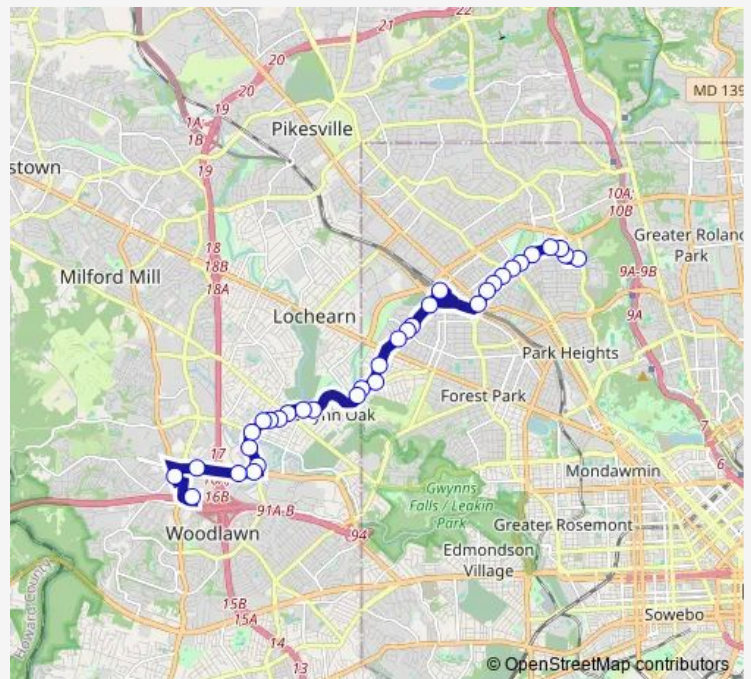 22
21
20
20
MD 139
19
1A
1B
Pikesville
stown
19
10A;
10B
18
18B
18A
Greater Roland
Park
9A-9B
Milford Mill
Lochearn
9A
Park Heights
Forest Park
7
6
17
16B
Mondawmin
Gwynns
Falls / Leakin
Park
91A-B
Greater Rosemont
Woodlawn
94
Edmondson
Village
Howard County
15B
15A
Sowebo
14
13
© OpenStreetMap contributors